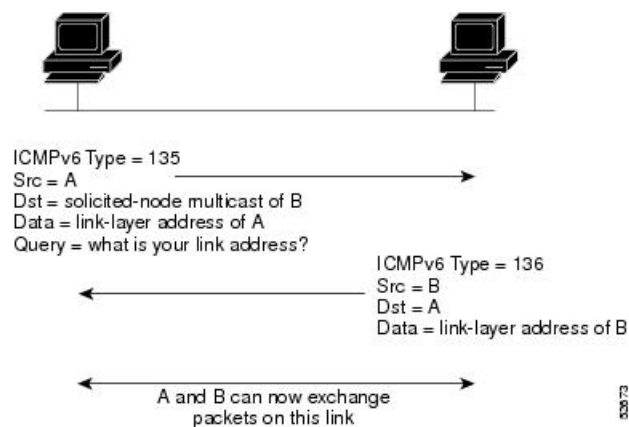 ICMPv6 Type = 135
Src = A
Dst = solicited-node multicast of B
Data = link-layer address of A
Query = what is your link address?
ICMPv6 Type = 136
Src = B
Dst = A
Data = link-layer address of B
A and B can now exchange
packets on this link